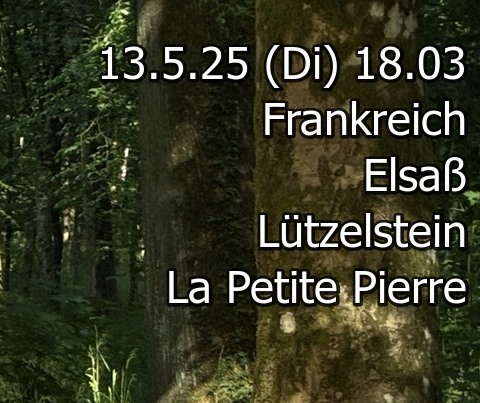 13.5.25 (Di) 18.03
Frankreich
Elsaß
Lützelstein
La Petite Pierre